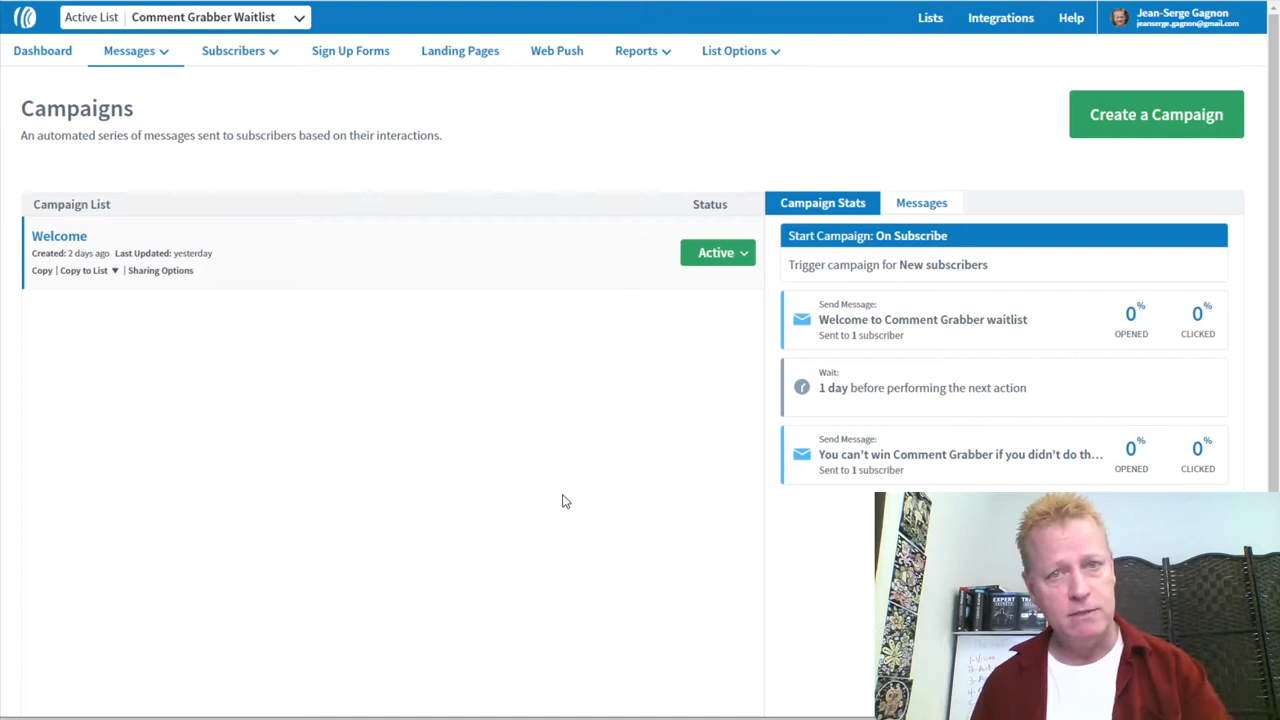 Active List | Comment Grabber Waitlist
Lists
Integrations
Help
Jean-Serge Gagnon
jeanserge.gagnon@gmail.com
Dashboard
Messages
Subscribers
Sign Up Forms
Landing Pages
Web Push
Reports
List Options
Campaigns
An automated series of messages sent to subscribers based on their interactions.
Create a Campaign
Campaign List
Status
Welcome
Created: 2 days ago Last Updated: yesterday
Copy | Copy to List ▼ | Sharing Options
Active
Campaign Stats
Messages
Start Campaign: On Subscribe
Trigger campaign for New subscribers
Send Message:
Welcome to Comment Grabber waitlist
Sent to 1 subscriber
0%
OPENED
0%
CLICKED
Wait:
1 day before performing the next action
Send Message:
You can't win Comment Grabber if you didn't do th...
Sent to 1 subscriber
0%
OPENED
0%
CLICKED
EXPERT